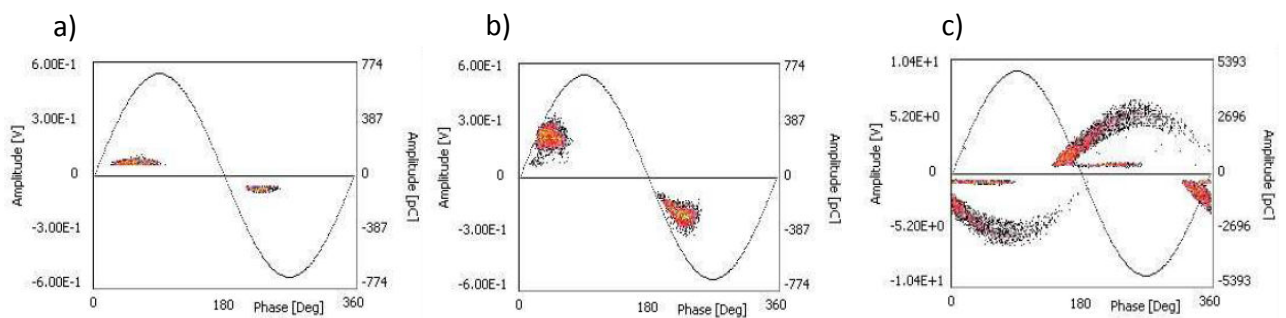 a)
6.00E-1
3.00E-1
0
-3.00E-1
-6.00E-1
Amplitude [V]
774
387
0
-387
-774
Amplitude [pC]
0
180
Phase [Deg]
360
b)
6.00E-1
3.00E-1
0
-3.00E-1
-6.00E-1
Amplitude [V]
774
387
0
-387
-774
Amplitude [pC]
0
180
Phase [Deg]
360
c)
1.04E+1
5.20E+0
0
-5.20E+0
-1.04E+1
Amplitude [V]
5393
2696
0
-2696
-5393
Amplitude [pC]
0
180
Phase [Deg]
360